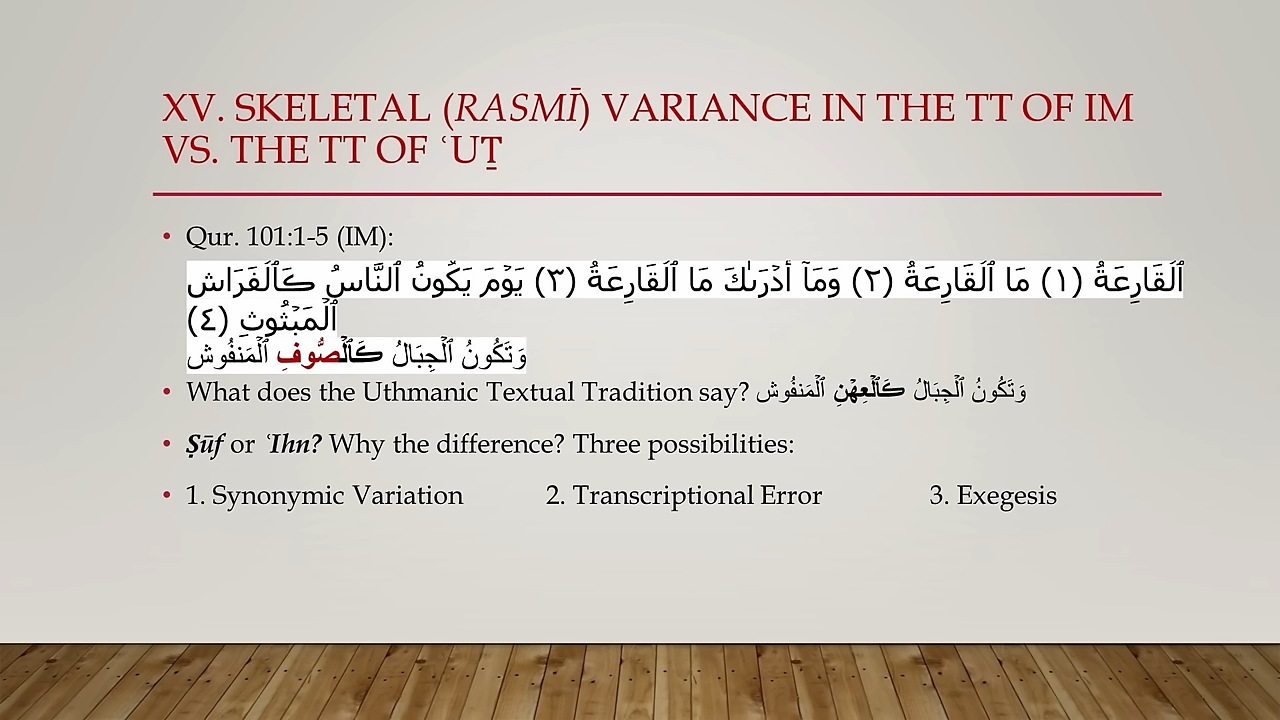 XV. SKELETAL (RASMĪ) VARIANCE IN THE TT OF IM
VS. THE TT OF ʿUṮ
• Qur. 101:1-5 (IM):
ٱلۡقَارِعَةُ (١) مَا ٱلۡقَارِعَةُ (٢) وَمَآ أَدۡرَىٰكَ مَا ٱلۡقَارِعَةُ (٣) يَوۡمَ يَكُونُ ٱلنَّاسُ ڪَٱلۡفَرَاشِ
ٱلۡمَبۡثُوثِ (٤)
وَتَكُونُ ٱلۡجِبَالُ ڪَٱلۡصُّوفِ ٱلۡمَنفُوشِ
• What does the Uthmanic Textual Tradition say? وَتَكُونُ ٱلۡجِبَالُ ڪَٱلۡعِهۡنِ ٱلۡمَنفُوشِ
• Ṣūf or ʿIhn? Why the difference? Three possibilities:
• 1. Synonymic Variation 2. Transcriptional Error 3. Exegesis